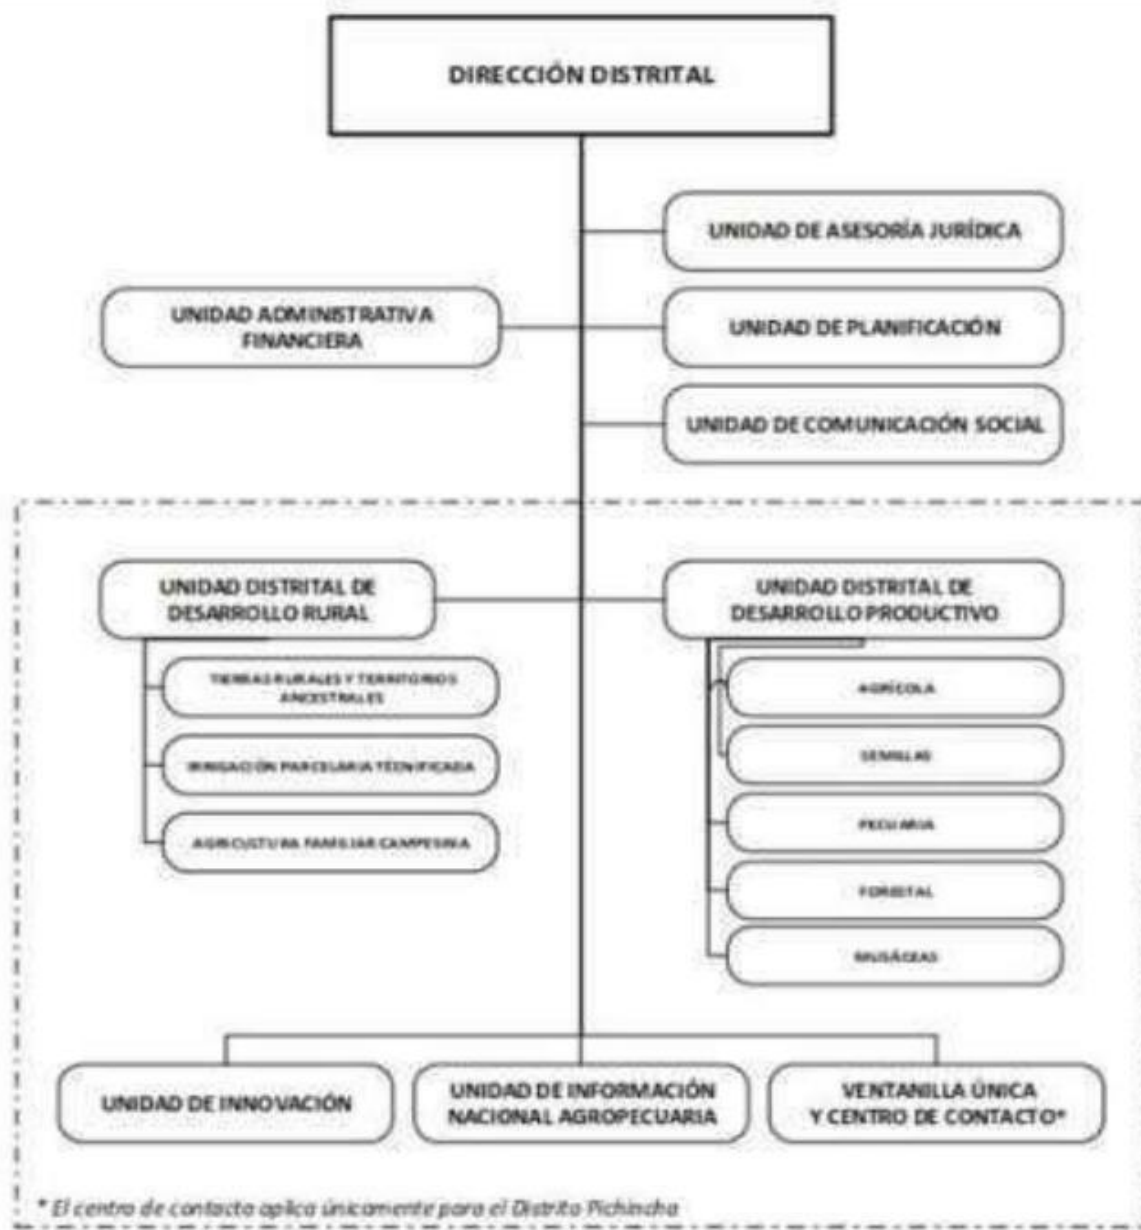 DIRECCIÓN DISTRITAL
UNIDAD DE ASESORÍA JURÍDICA
UNIDAD ADMINISTRATIVA
FINANCIERA
UNIDAD DE PLANIFICACIÓN
UNIDAD DE COMUNICACIÓN SOCIAL
UNIDAD DISTRITAL DE
DESARROLLO RURAL
TIERRAS RURALES Y TERRITORIOS
ANCESTRALES
IRRIGACIÓN PARCELARIA TECNIFICADA
AGRICULTURA FAMILIAR CAMPESINA
UNIDAD DISTRITAL DE
DESARROLLO PRODUCTIVO
AGRÍCOLA
SEMILLAS
PECUARIA
FORESTAL
MUSÁCEAS
UNIDAD DE INNOVACIÓN
UNIDAD DE INFORMACIÓN
NACIONAL AGROPECUARIA
VENTANILLA ÚNICA
Y CENTRO DE CONTACTO*
* El centro de contacto aplica únicamente para el Distrito Pichincha